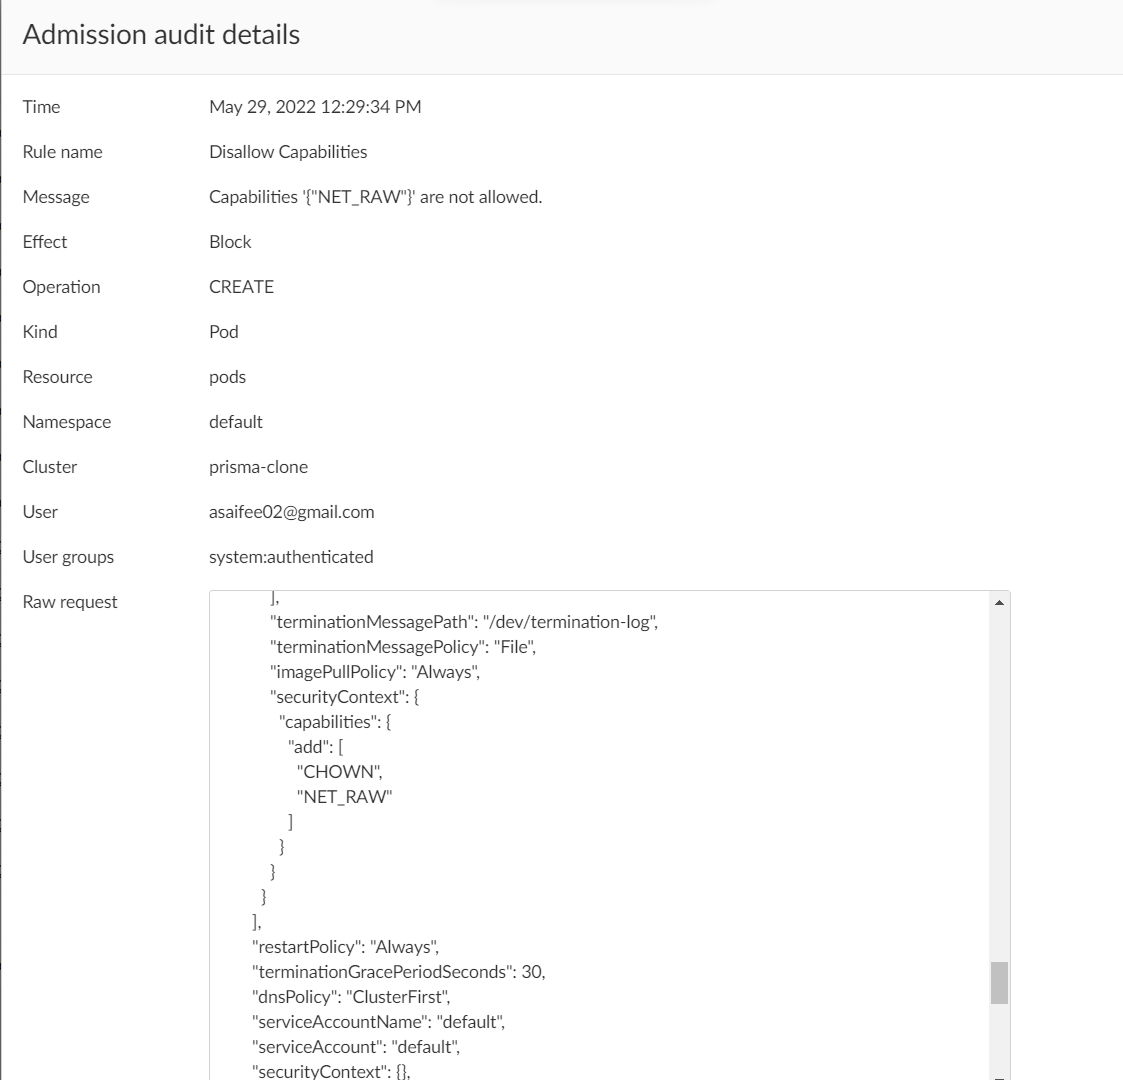 Admission audit details
Time May 29, 2022 12:29:34 PM
Rule name Disallow Capabilities
Message Capabilities '{"NET_RAW"}' are not allowed.
Effect Block
Operation CREATE
Kind Pod
Resource pods
Namespace default
Cluster prisma-clone
User asaifee02@gmail.com
User groups system:authenticated
Raw request
],
"terminationMessagePath": "/dev/termination-log",
"terminationMessagePolicy": "File",
"imagePullPolicy": "Always",
"securityContext": {
"capabilities": {
"add": [
"CHOWN",
"NET_RAW"
]
}
}
}
],
"restartPolicy": "Always",
"terminationGracePeriodSeconds": 30,
"dnsPolicy": "ClusterFirst",
"serviceAccountName": "default",
"serviceAccount": "default",
"securityContext": {},